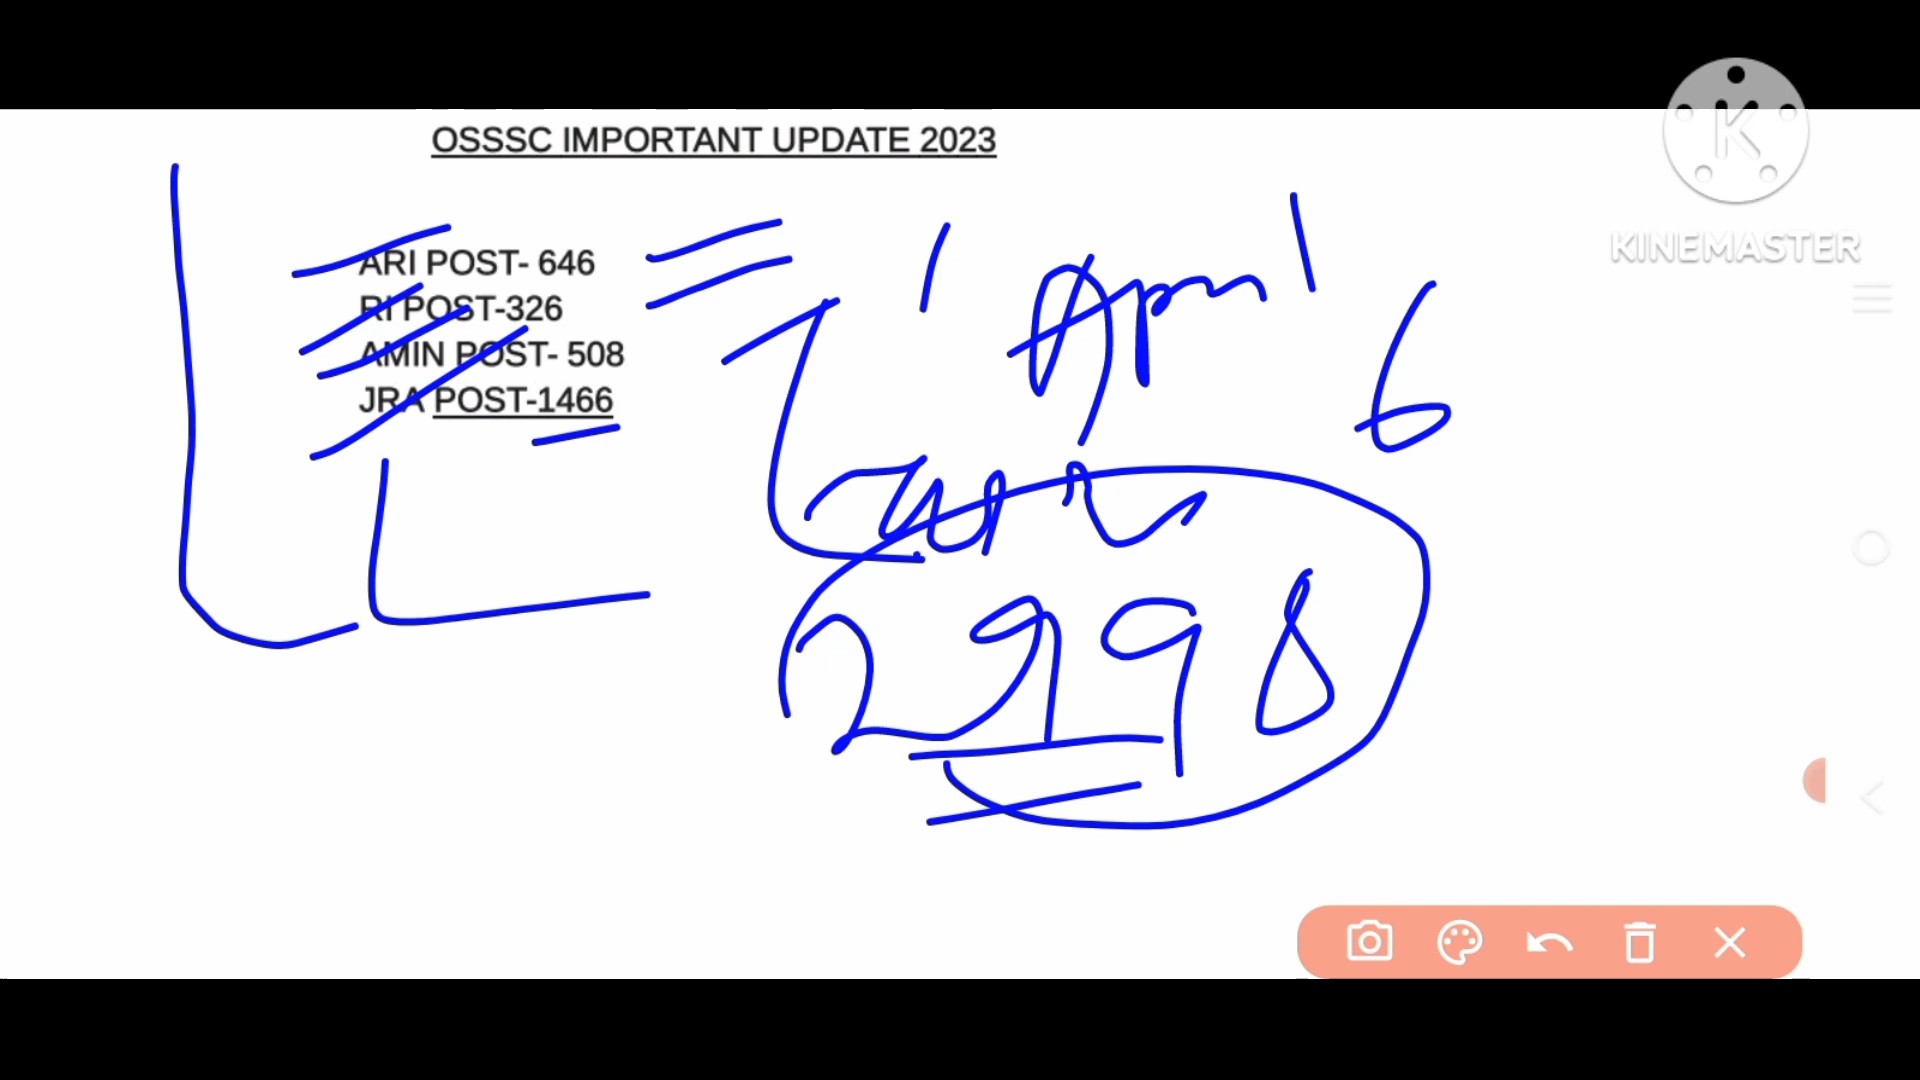 OSSSC IMPORTANT UPDATE 2023
KINEMASTER
ARI POST- 646
RI POST-326
AMIN POST- 508
JRA POST-1466
6
2998